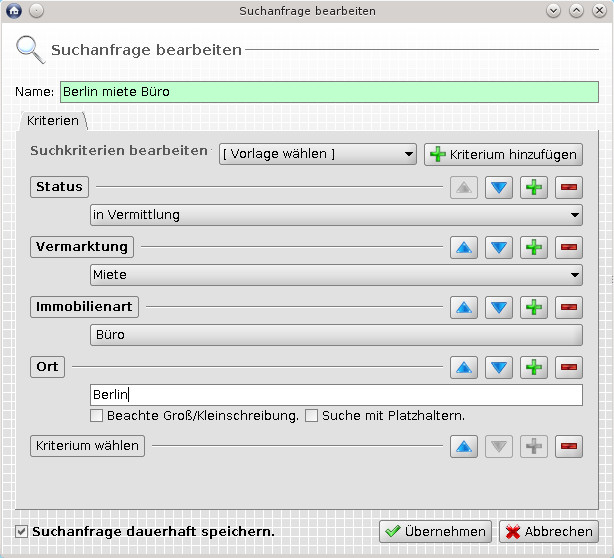 Suchanfrage bearbeiten
Suchanfrage bearbeiten
Name: Berlin miete Büro
Kriterien
Suchkriterien bearbeiten [ Vorlage wählen ] Kriterium hinzufügen
Status
in Vermittlung
Vermarktung
Miete
Immobilienart
Büro
Ort
Berlin
Beachte Groß/Kleinschreibung. Suche mit Platzhaltern.
Kriterium wählen
Suchanfrage dauerhaft speichern. Übernehmen Abbrechen